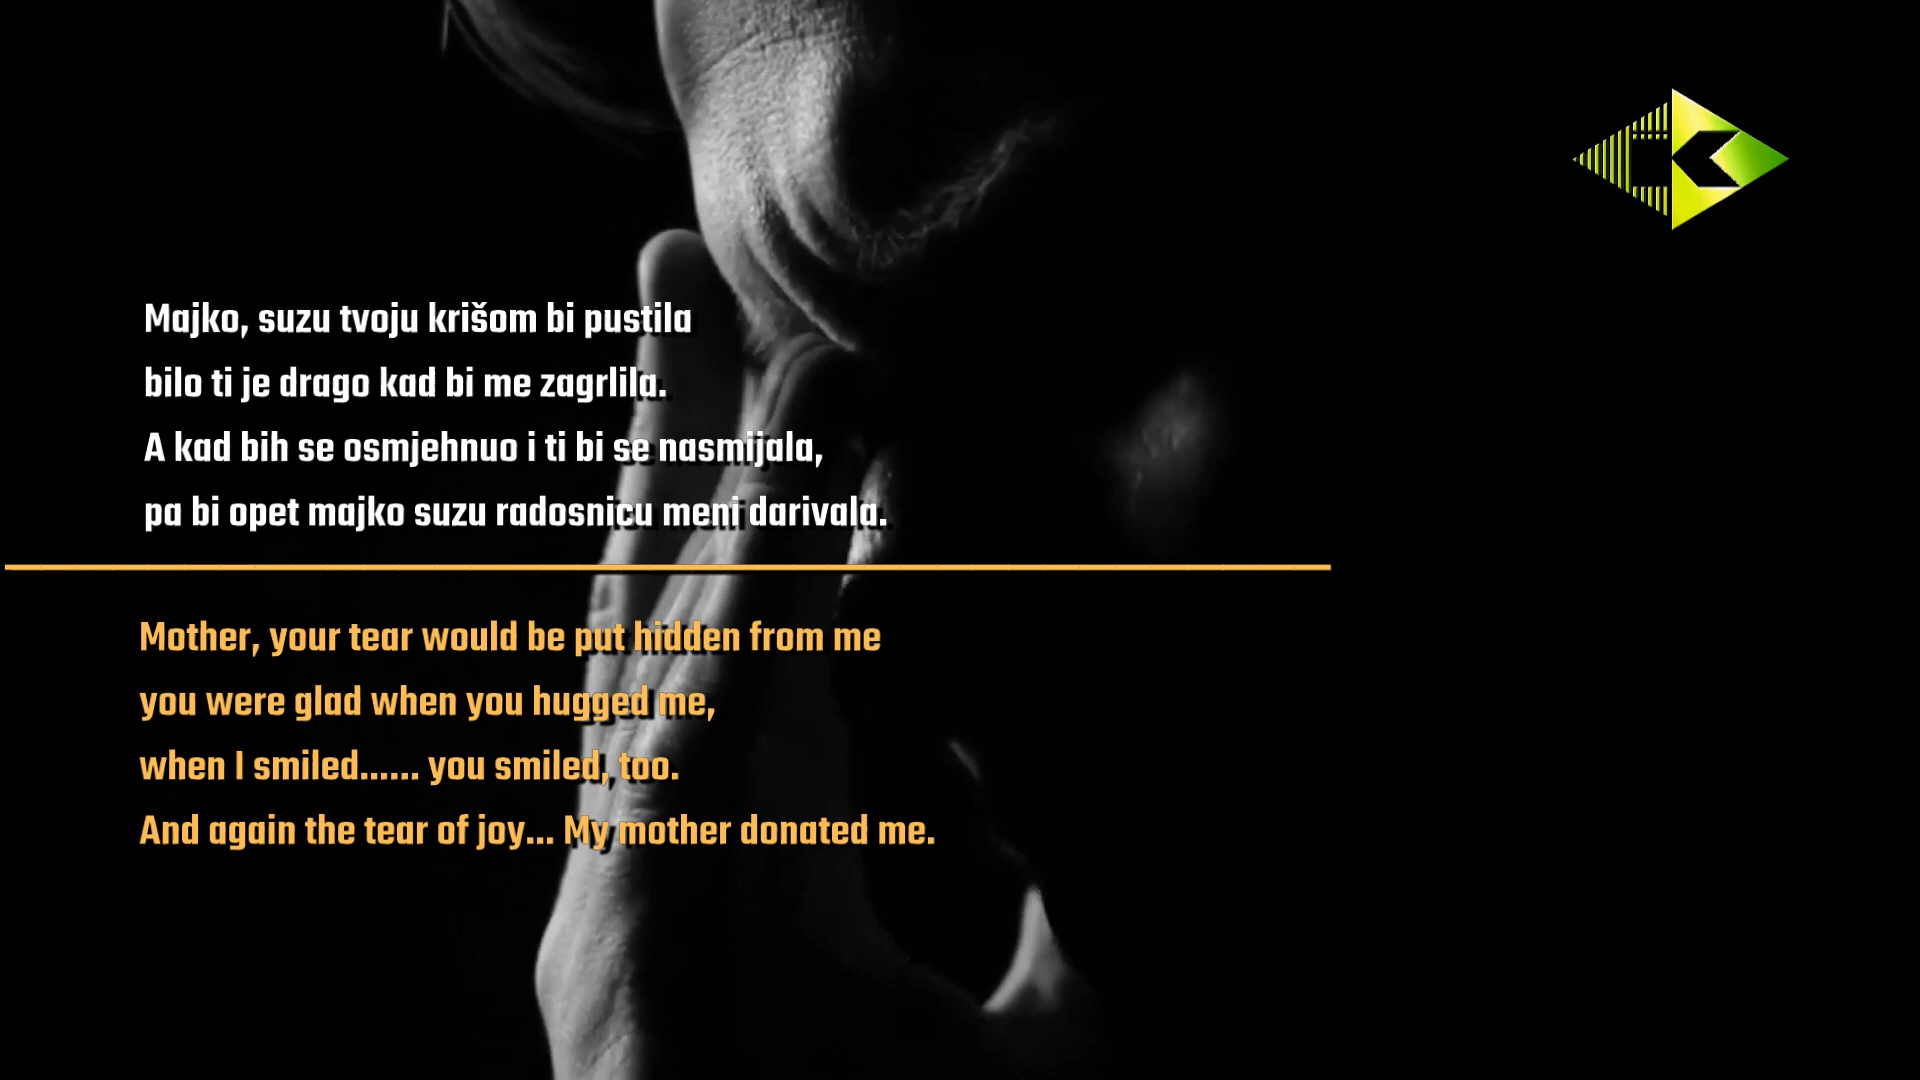 Majko, suzu tvoju krišom bi pustila
bilo ti je drago kad bi me zagrlila.
A kad bih se osmjehnuo i ti bi se nasmijala,
pa bi opet majko suzu radosnicu meni darivala.
Mother, your tear would be put hidden from me
you were glad when you hugged me,
when I smiled...... you smiled, too.
And again the tear of joy... My mother donated me.